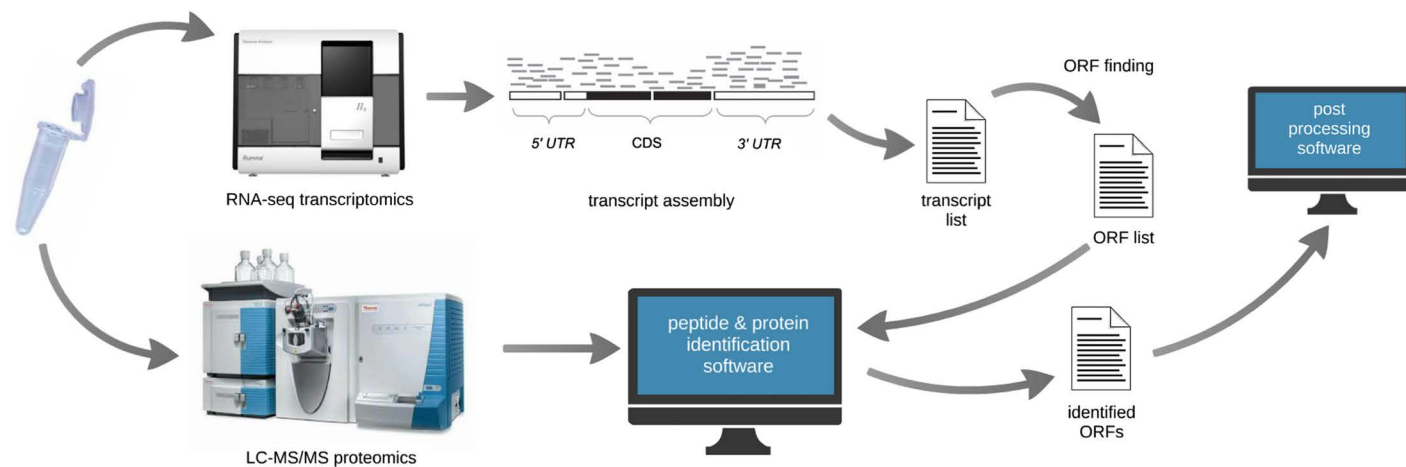 RNA-seq transcriptomics
5' UTR
CDS
3' UTR
transcript assembly
transcript
list
ORF finding
ORF list
post
processing
software
LC-MS/MS proteomics
peptide & protein
identification
software
identified
ORFs